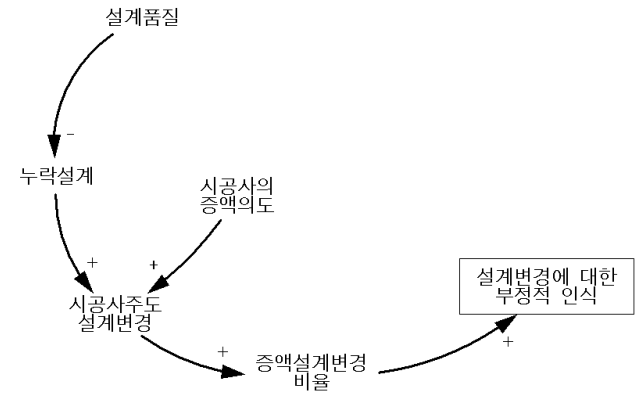 설계품질
−
누락설계
시공사의
증액의도
+
+
시공사주도
설계변경
설계변경에 대한
부정적 인식
+
증액설계변경
비율
+